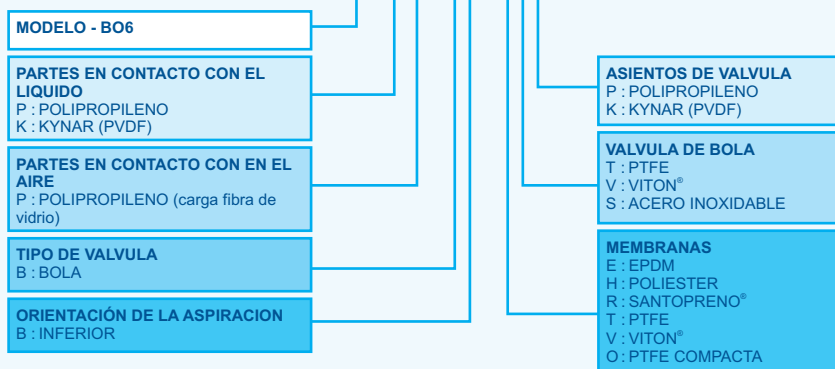 MODELO - BO6
PARTES EN CONTACTO CON EL
LIQUIDO
P : POLIPROPILENO
K : KYNAR (PVDF)
PARTES EN CONTACTO CON EN EL
AIRE
P : POLIPROPILENO (carga fibra de
vidrio)
TIPO DE VALVULA
B : BOLA
ORIENTACIÓN DE LA ASPIRACION
B : INFERIOR
ASIENTOS DE VALVULA
P : POLIPROPILENO
K : KYNAR (PVDF)
VALVULA DE BOLA
T : PTFE
V : VITON®
S : ACERO INOXIDABLE
MEMBRANAS
E : EPDM
H : POLIESTER
R : SANTOPRENO®
T : PTFE
V : VITON®
O : PTFE COMPACTA